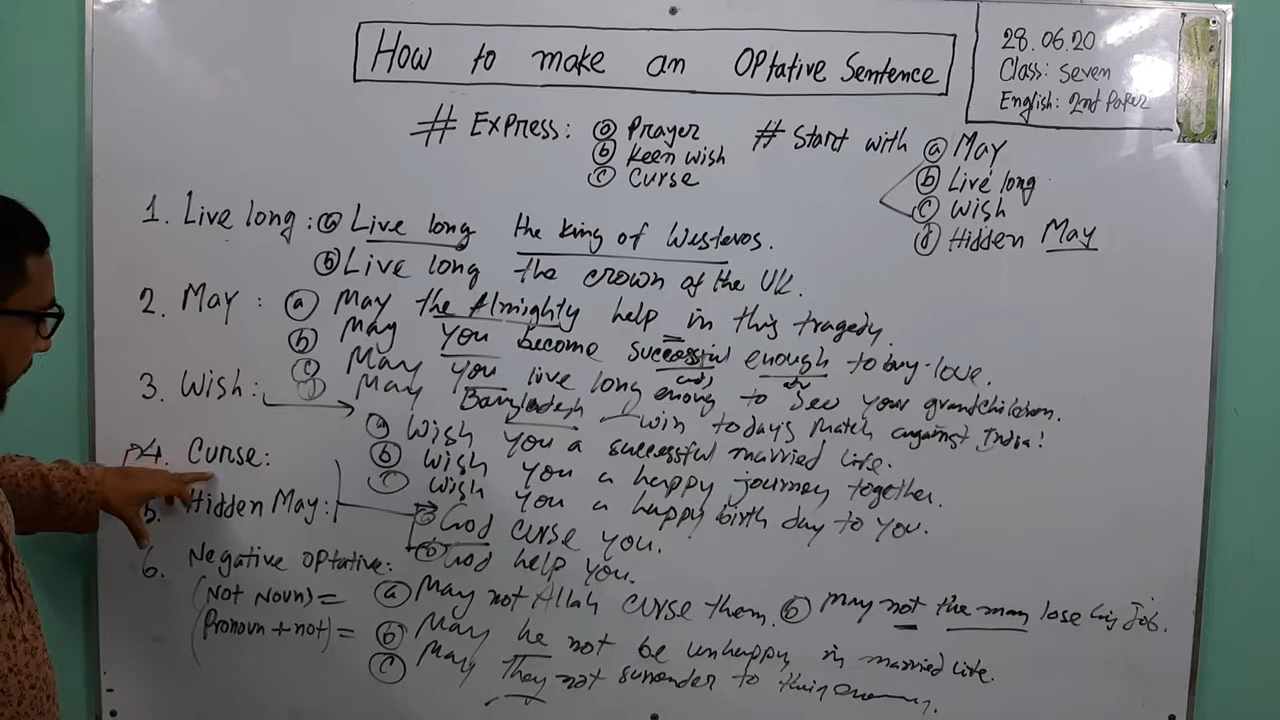 How to make an Optative Sentence
28.06.20
Class: Seven
English: 2nd Paper
# Express: (a) Prayer
(b) Keen wish
(c) Curse
# Start with (a) May
(b) Live long
(c) Wish
(d) Hidden May
1. Live long: (a) Live long the king of Westeros.
(b) Live long the crown of the UK.
2. May: (a) May the Almighty help in this tragedy.
(b) May you become successful enough to buy love.
(c) May you live long enough to see your grandchildren.
(d) May Bangladesh win today's match against India!
3. Wish:
(a) Wish you a successful married life.
(b) Wish you a happy journey together.
(c) Wish you a happy birth day to you.
4. Curse:
5. Hidden May:
(a) God curse you.
(b) God help you.
6. Negative Optative:
(Not Noun) = (a) May not Allah curse them. (b) May not the man lose his job.
(Pronoun + not) = (b) May he not be unhappy in married life.
(c) May they not surrender to their enemy.